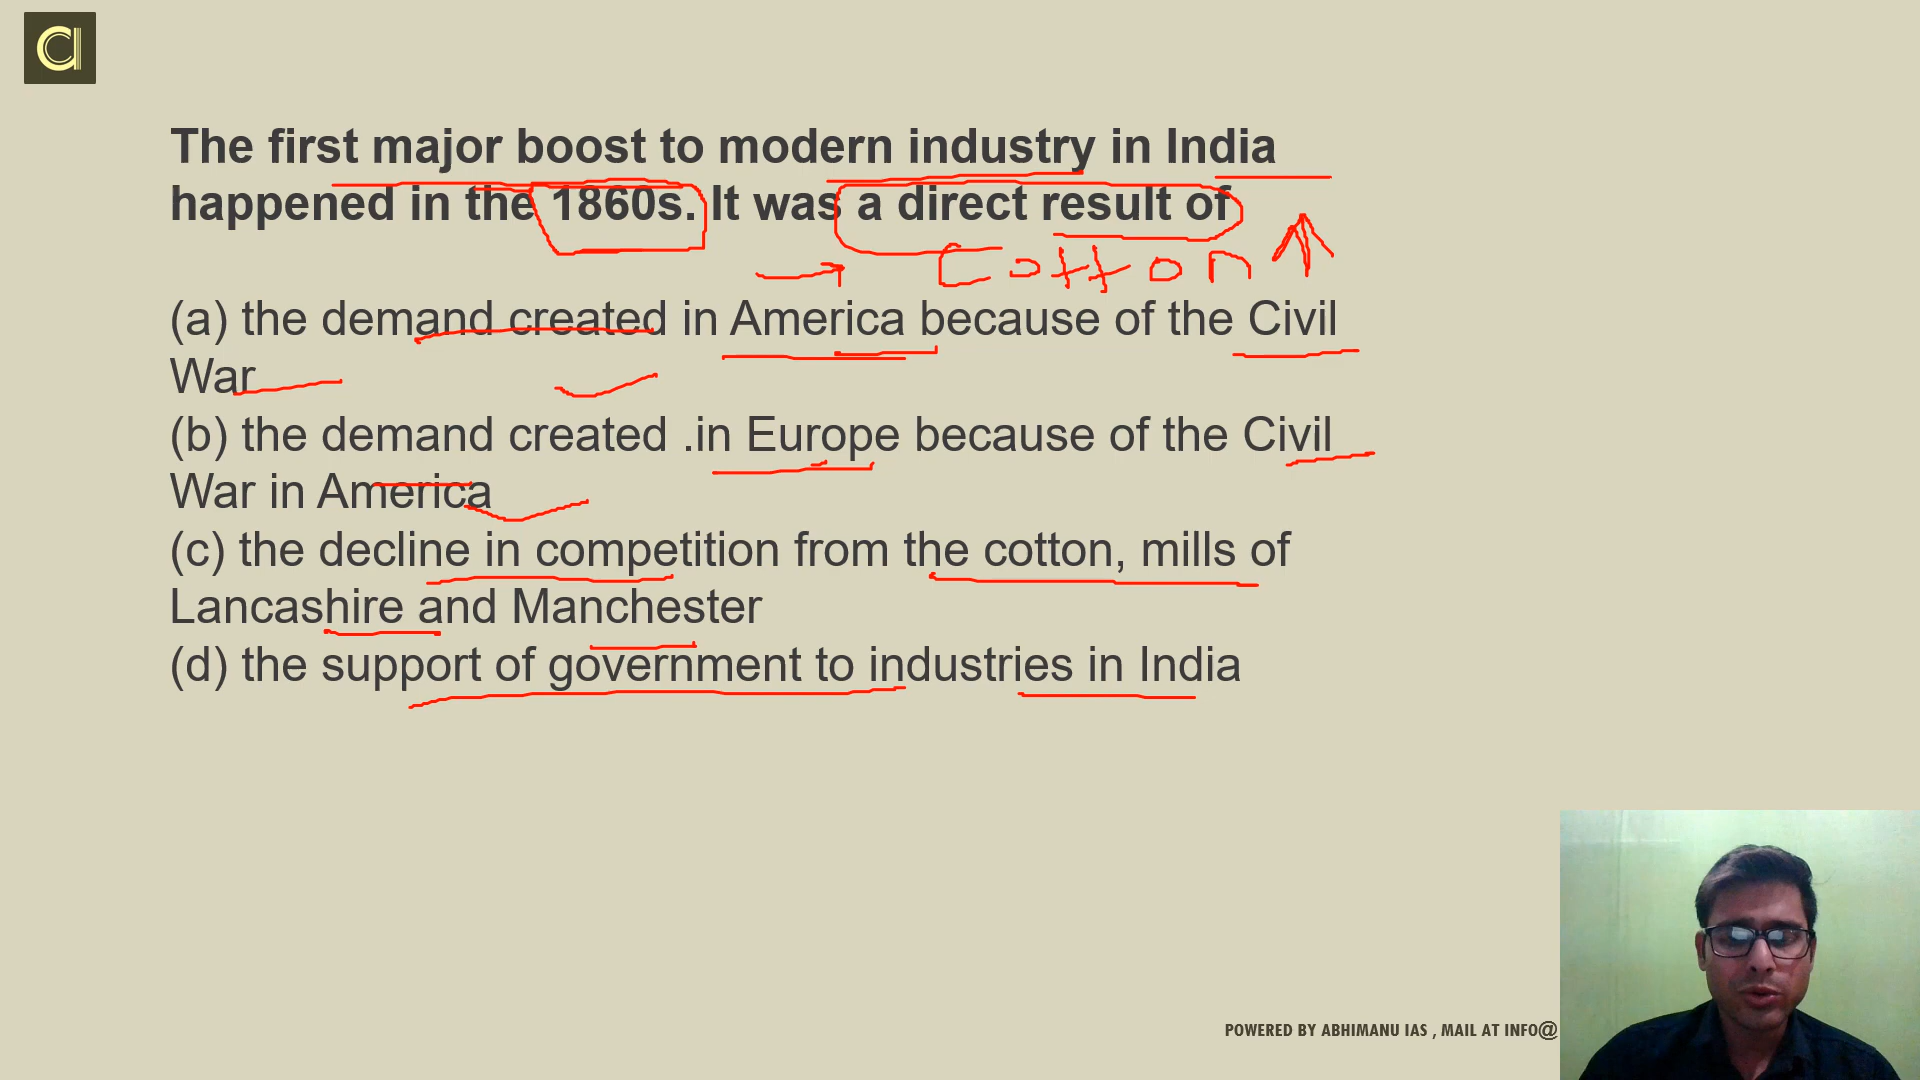 The first major boost to modern industry in India
happened in the 1860s. It was a direct result of
Cotton
(a) the demand created in America because of the Civil
War
(b) the demand created .in Europe because of the Civil
War in America
(c) the decline in competition from the cotton, mills of
Lancashire and Manchester
(d) the support of government to industries in India
POWERED BY ABHIMANU IAS , MAIL AT INFO@